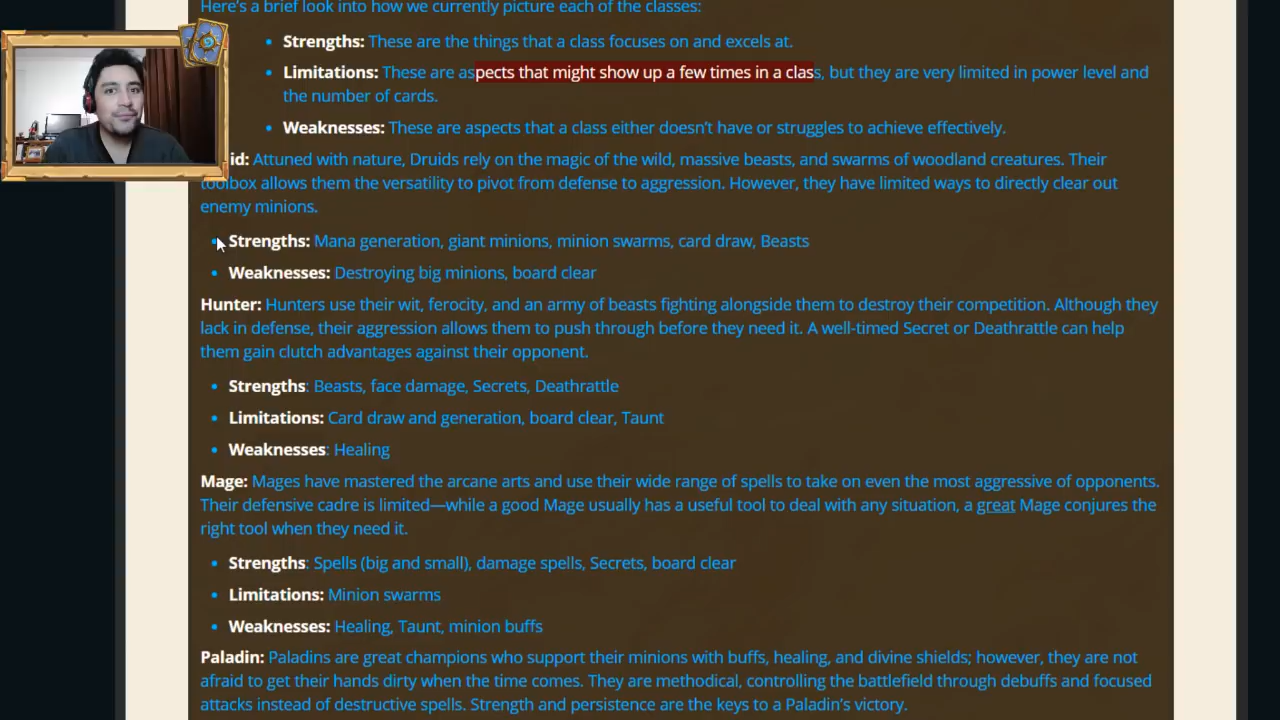 Here's a brief look into how we currently picture each of the classes:
Strengths: These are the things that a class focuses on and excels at.
Limitations: These are aspects that might show up a few times in a class, but they are very limited in power level and
the number of cards.
Weaknesses: These are aspects that a class either doesn't have or struggles to achieve effectively.
id: Attuned with nature, Druids rely on the magic of the wild, massive beasts, and swarms of woodland creatures. Their
toolbox allows them the versatility to pivot from defense to aggression. However, they have limited ways to directly clear out
enemy minions.
Strengths: Mana generation, giant minions, minion swarms, card draw, Beasts
Weaknesses: Destroying big minions, board clear
Hunter: Hunters use their wit, ferocity, and an army of beasts fighting alongside them to destroy their competition. Although they
lack in defense, their aggression allows them to push through before they need it. A well-timed Secret or Deathrattle can help
them gain clutch advantages against their opponent.
Strengths: Beasts, face damage, Secrets, Deathrattle
Limitations: Card draw and generation, board clear, Taunt
Weaknesses: Healing
Mage: Mages have mastered the arcane arts and use their wide range of spells to take on even the most aggressive of opponents.
Their defensive cadre is limited—while a good Mage usually has a useful tool to deal with any situation, a great Mage conjures the
right tool when they need it.
Strengths: Spells (big and small), damage spells, Secrets, board clear
Limitations: Minion swarms
Weaknesses: Healing, Taunt, minion buffs
Paladin: Paladins are great champions who support their minions with buffs, healing, and divine shields; however, they are not
afraid to get their hands dirty when the time comes. They are methodical, controlling the battlefield through debuffs and focused
attacks instead of destructive spells. Strength and persistence are the keys to a Paladin's victory.